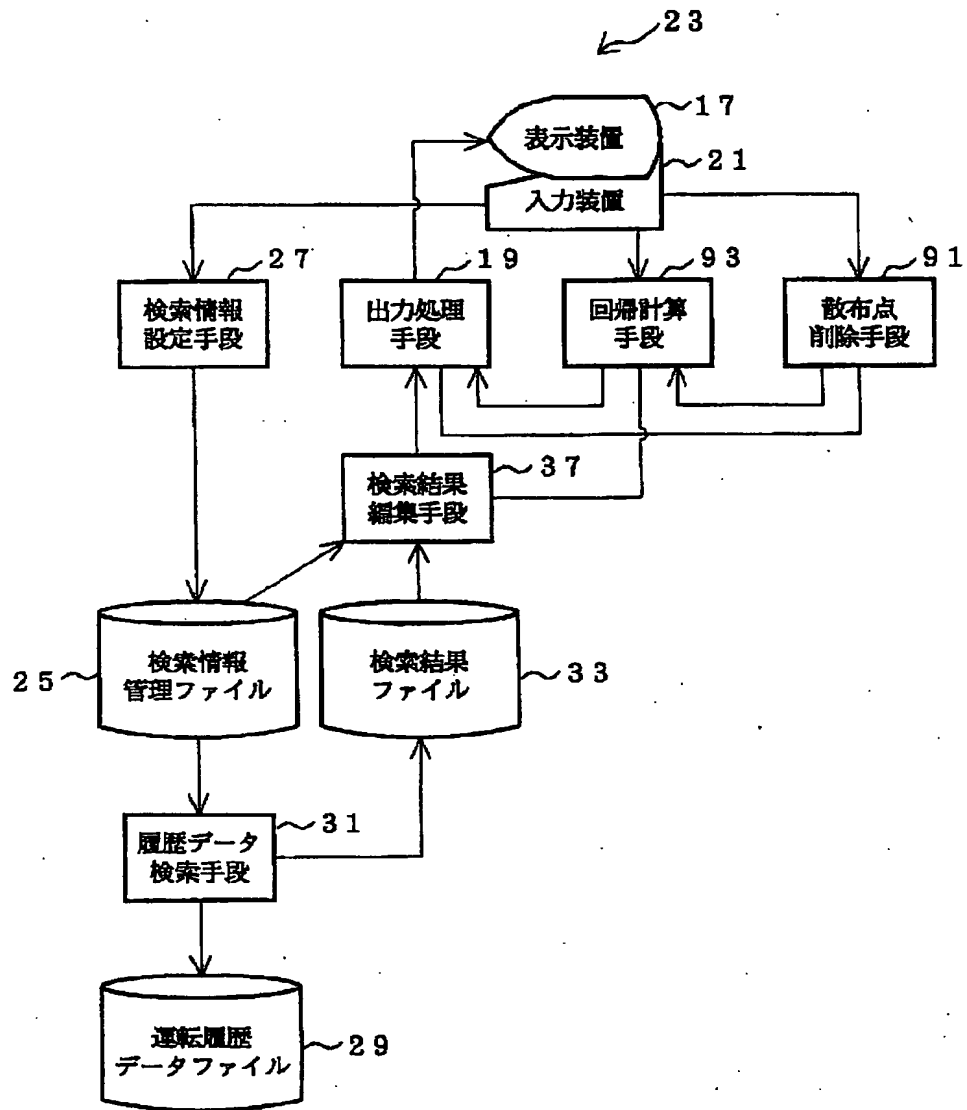 23
表示装置
17
入力装置
21
27
検索情報
設定手段
19
出力処理
手段
93
回帰計算
手段
91
散布点
削除手段
37
検索結果
編集手段
25
検索情報
管理ファイル
検索結果
ファイル
33
31
履歴データ
検索手段
運転履歴
データファイル
29